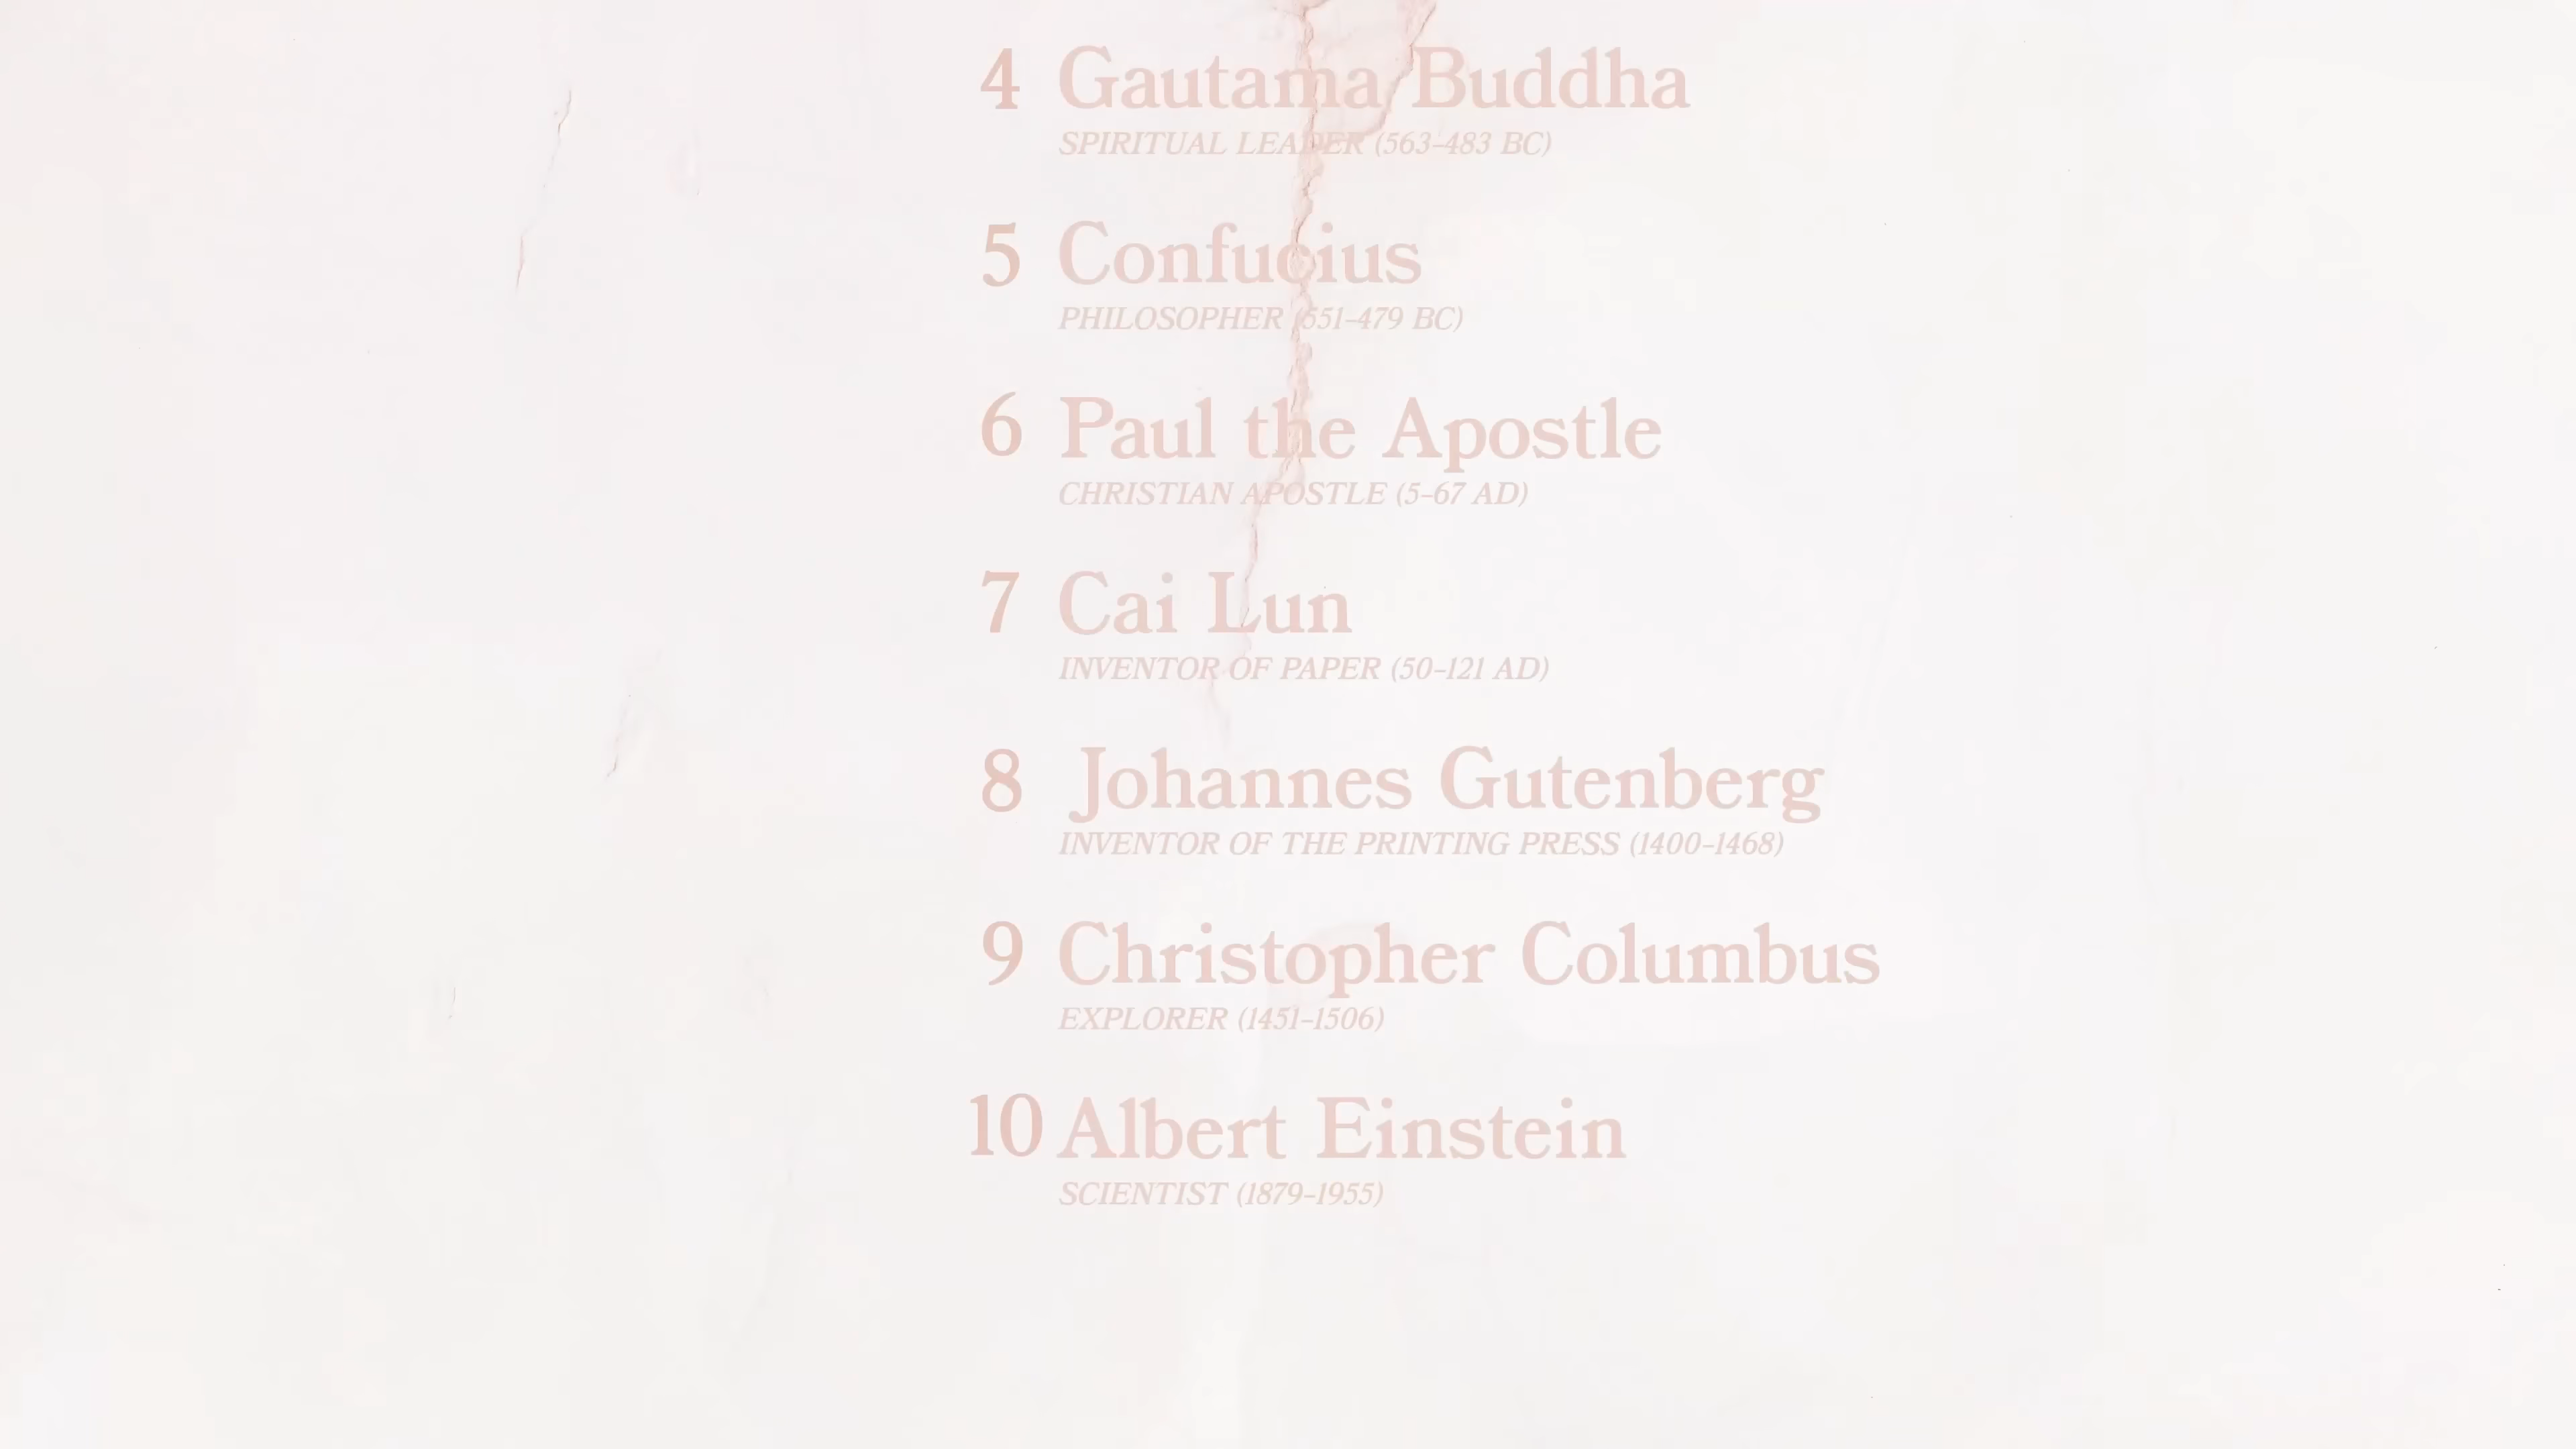 4 Gautama Buddha
SPIRITUAL LEADER (563-483 BC)
5 Confucius
PHILOSOPHER (551-479 BC)
6 Paul the Apostle
CHRISTIAN APOSTLE (5-67 AD)
7 Cai Lun
INVENTOR OF PAPER (50-121 AD)
8 Johannes Gutenberg
INVENTOR OF THE PRINTING PRESS (1400-1468)
9 Christopher Columbus
EXPLORER (1451-1506)
10 Albert Einstein
SCIENTIST (1879-1955)